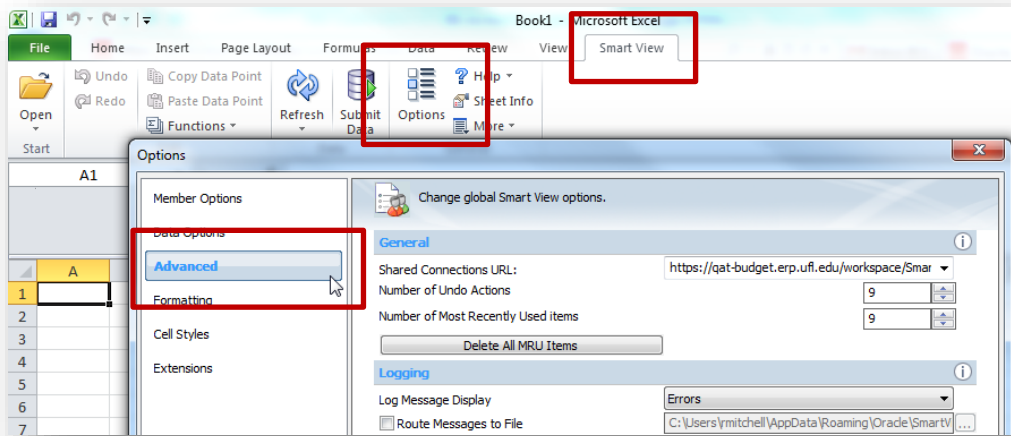 Book1 - Microsoft Excel
File Home Insert Page Layout Formulas Data Review View Smart View
Undo Copy Data Point Help
Redo Paste Data Point Sheet Info
Open Functions Refresh Submit Data Options More
Start
A1
Options
Member Options
Change global Smart View options.
Data Options
General
Advanced
Shared Connections URL: https://qat-budget.erp.ufl.edu/workspace/Smar
Number of Undo Actions 9
Formatting
Number of Most Recently Used items 9
Cell Styles
Delete All MRU Items
Extensions
Logging
Log Message Display Errors
Route Messages to File C:\Users\rmitchell\AppData\Roaming\Oracle\SmartV ...
A
1
2
3
4
5
6
7